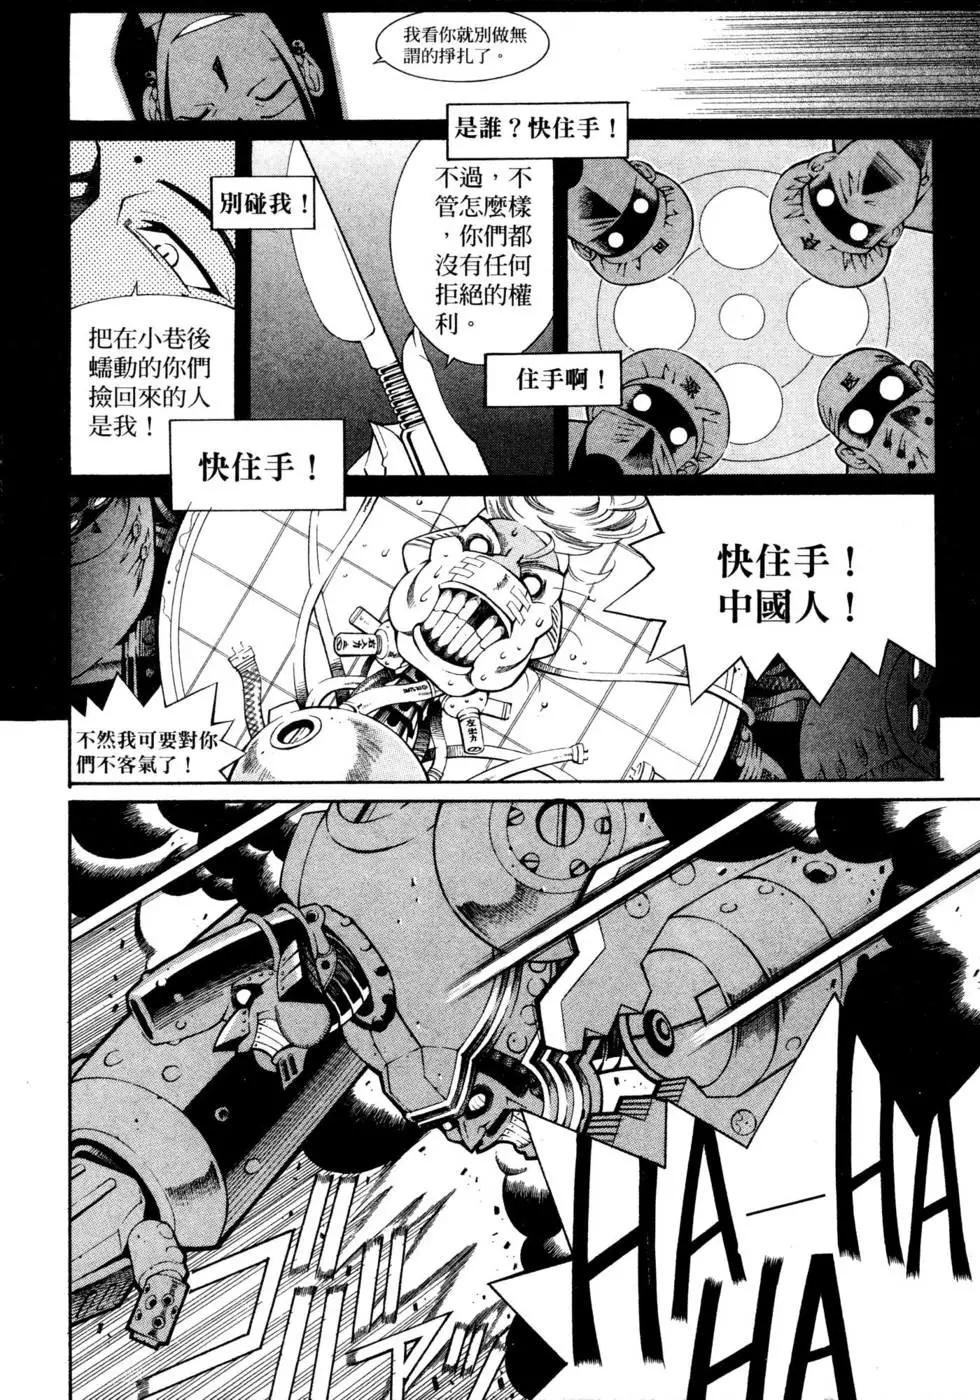 我看你就別做無
謂的掙扎了。
是誰？快住手！
不過，不
管怎麼樣
，你們都
沒有任何
拒絕的權
利。
別碰我！
把在小巷後
蠕動的你們
撿回來的人
是我！
住手啊！
快住手！
快住手！
中國人！
不然我可要對你
們不客氣了！
左出力
HA—HA
HA